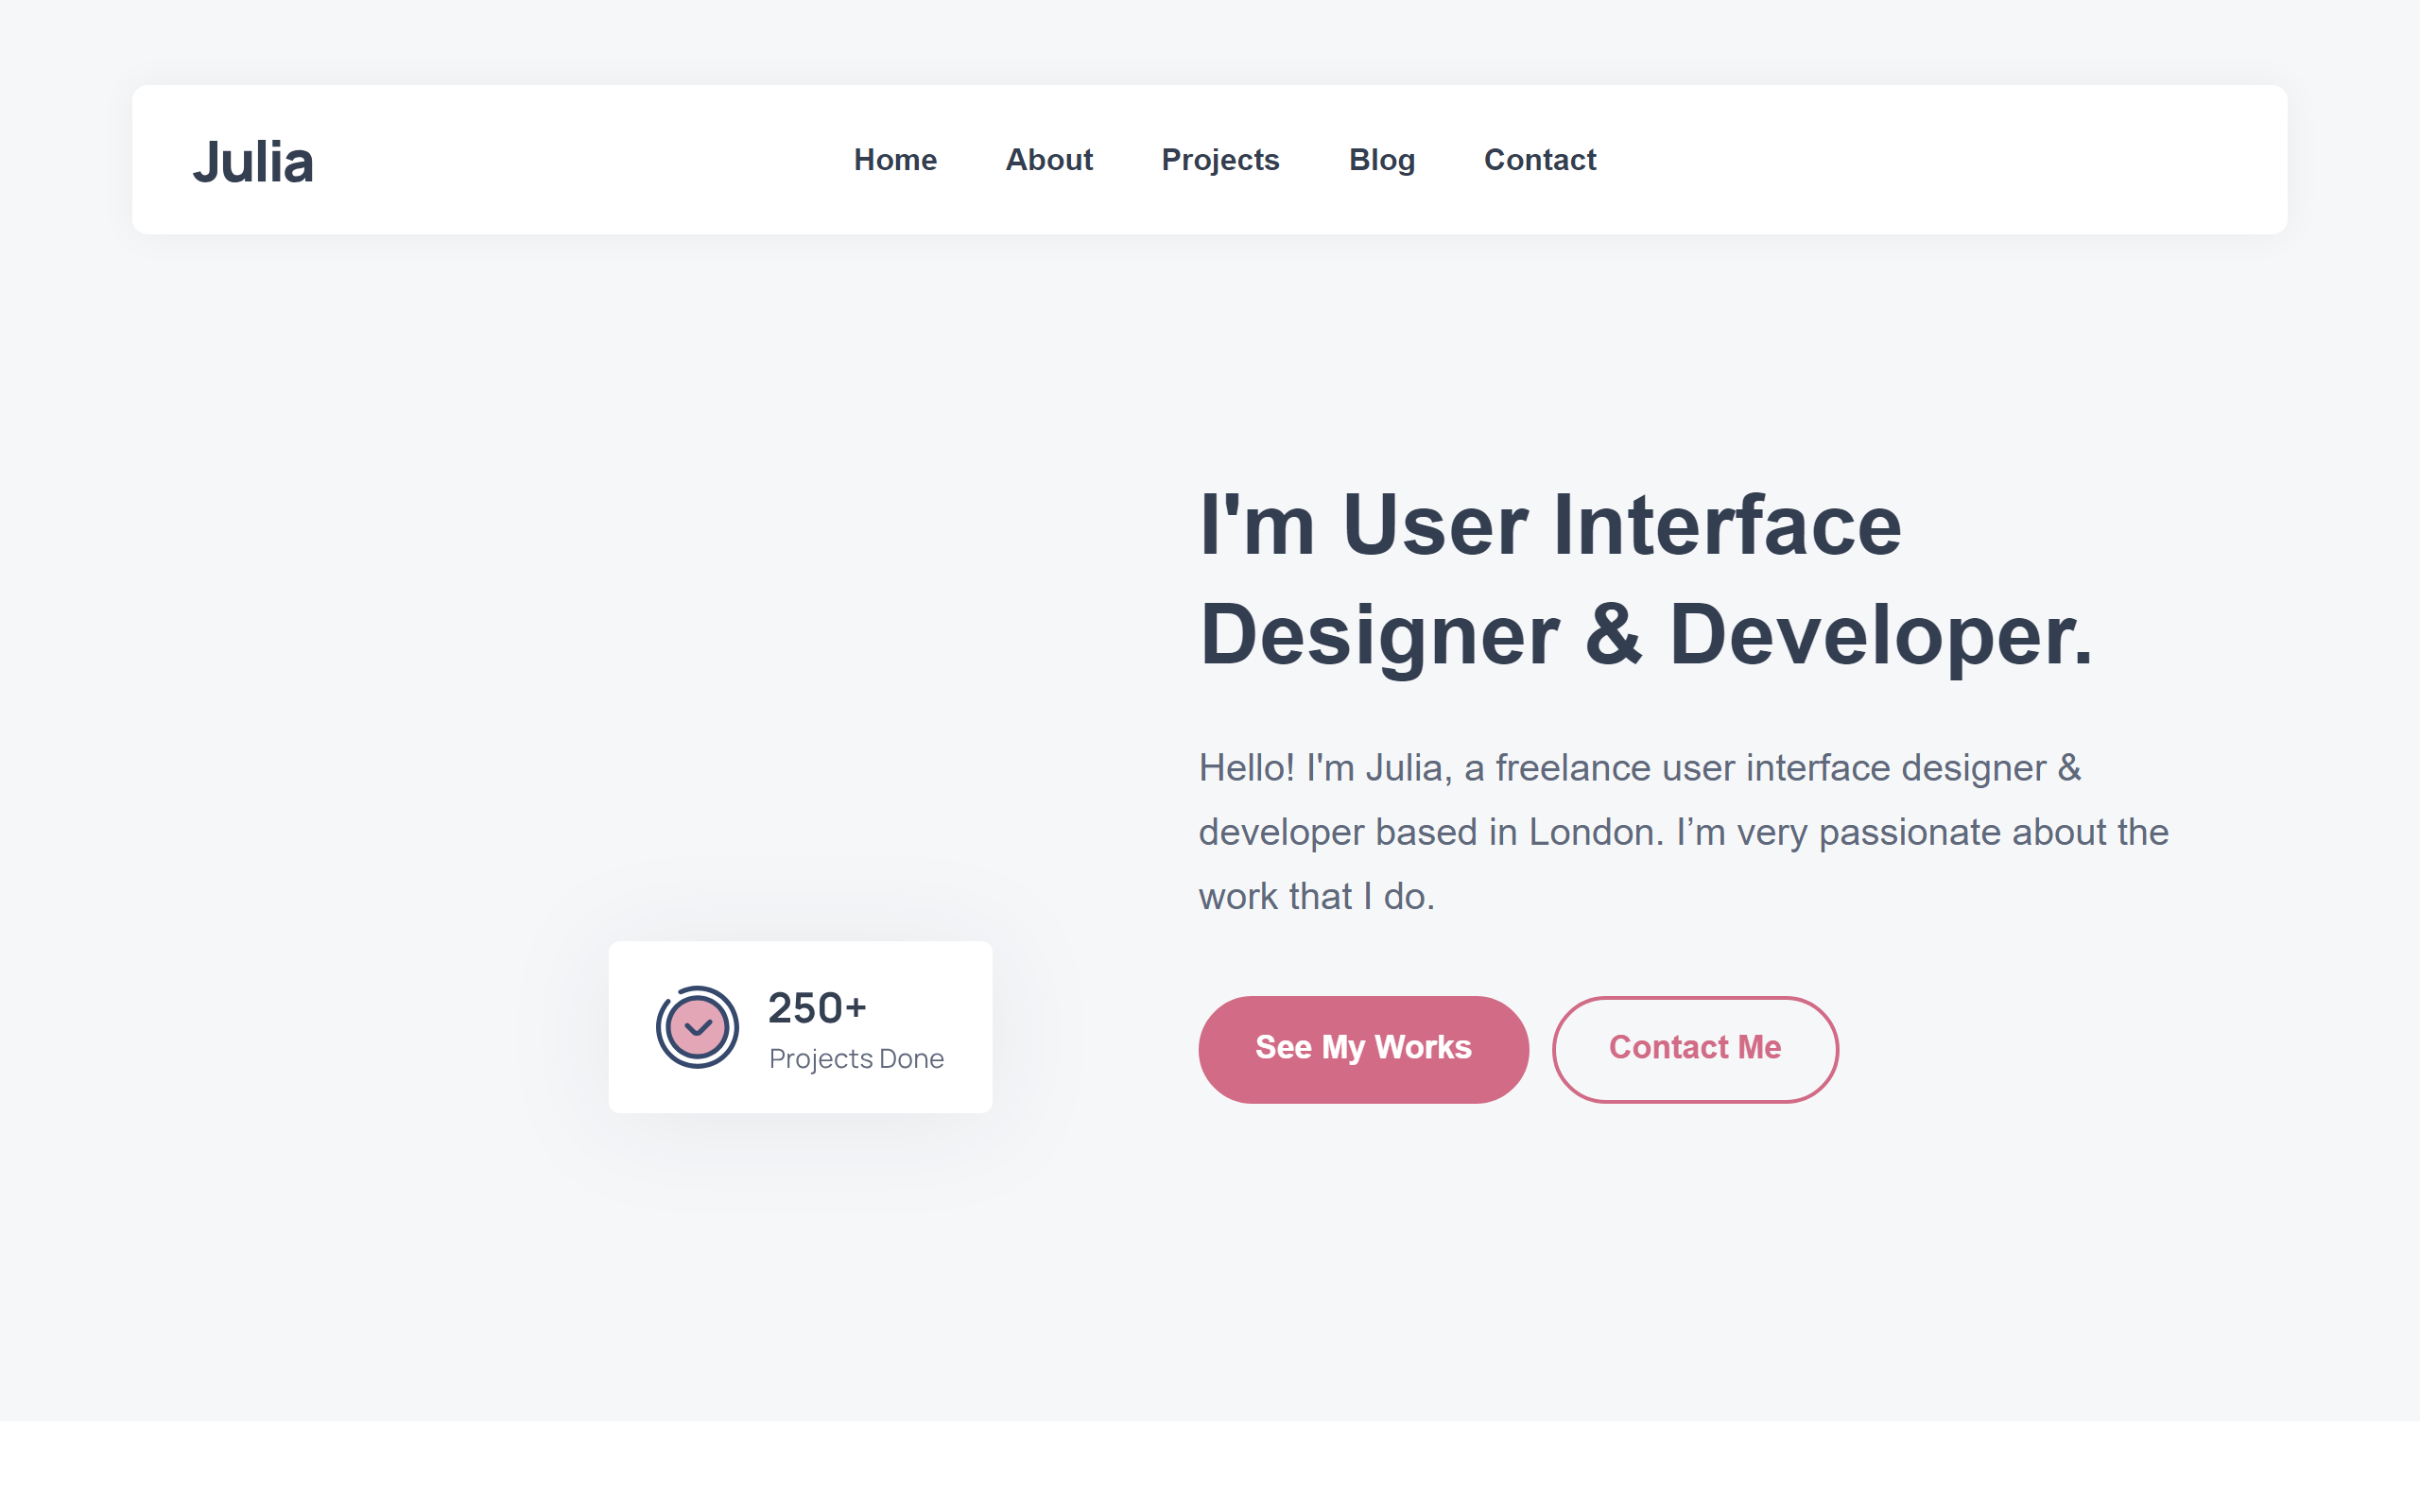 Julia
Home About Projects Blog Contact
I'm User Interface
Designer & Developer.
Hello! I'm Julia, a freelance user interface designer &
developer based in London. I’m very passionate about the
work that I do.
250+
Projects Done
See My Works Contact Me